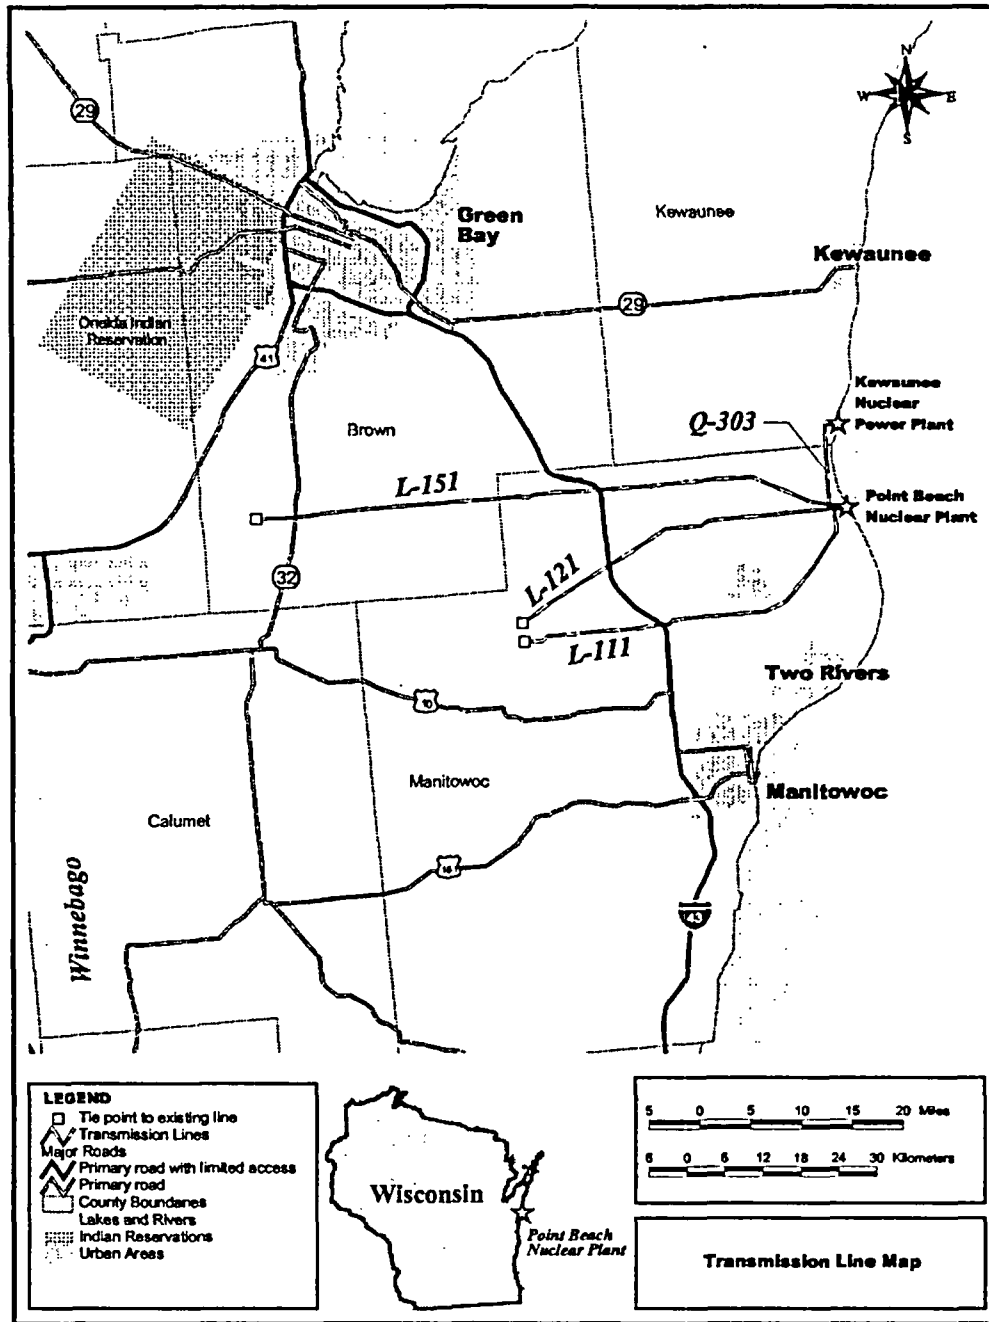 N
W E
S
29
Green
Bay
Kewaunee
Kewaunee
29
Oneida Indian
Reservation
41
Kewaunee
Nuclear
Power Plant
Q-303
Brown
L-151
Point Beach
Nuclear Plant
32
L-121
L-111
Two Rivers
10
Manitowoc
Manitowoc
Calumet
Winnebago
43
LEGEND
Tie point to existing line
Transmission Lines
Major Roads
Primary road with limited access
Primary road
County Boundaries
Lakes and Rivers
Indian Reservations
Urban Areas
Wisconsin
Point Beach
Nuclear Plant
5 0 5 10 15 20 Miles
6 0 6 12 18 24 30 Kilometers
Transmission Line Map